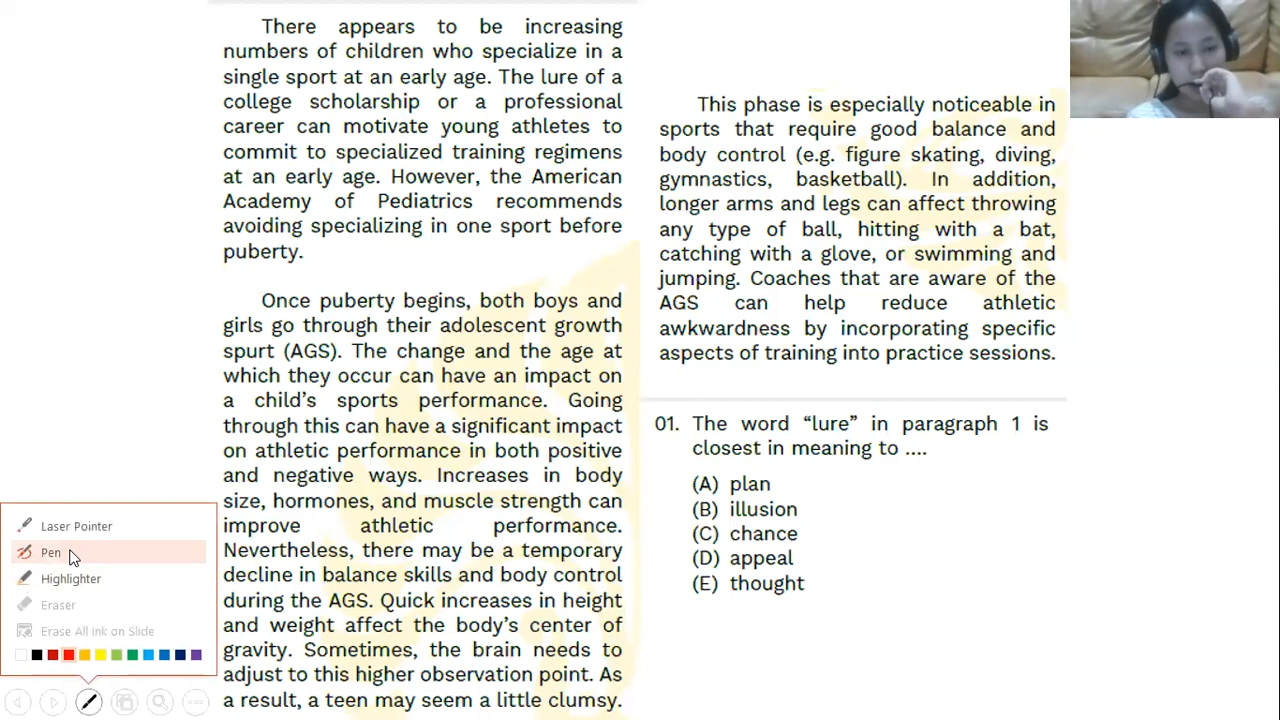 There appears to be increasing
numbers of children who specialize in a
single sport at an early age. The lure of a
college scholarship or a professional
career can motivate young athletes to
commit to specialized training regimens
at an early age. However, the American
Academy of Pediatrics recommends
avoiding specializing in one sport before
puberty.
Once puberty begins, both boys and
girls go through their adolescent growth
spurt (AGS). The change and the age at
which they occur can have an impact on
a child's sports performance. Going
through this can have a significant impact
on athletic performance in both positive
and negative ways. Increases in body
size, hormones, and muscle strength can
improve athletic performance.
Nevertheless, there may be a temporary
decline in balance skills and body control
during the AGS. Quick increases in height
and weight affect the body's center of
gravity. Sometimes, the brain needs to
adjust to this higher observation point. As
a result, a teen may seem a little clumsy.
This phase is especially noticeable in
sports that require good balance and
body control (e.g. figure skating, diving,
gymnastics, basketball). In addition,
longer arms and legs can affect throwing
any type of ball, hitting with a bat,
catching with a glove, or swimming and
jumping. Coaches that are aware of the
AGS can help reduce athletic
awkwardness by incorporating specific
aspects of training into practice sessions.
01. The word “lure” in paragraph 1 is
closest in meaning to ....
(A) plan
(B) illusion
(C) chance
(D) appeal
(E) thought
Laser Pointer
Pen
Highlighter
Eraser
Erase All Ink on Slide